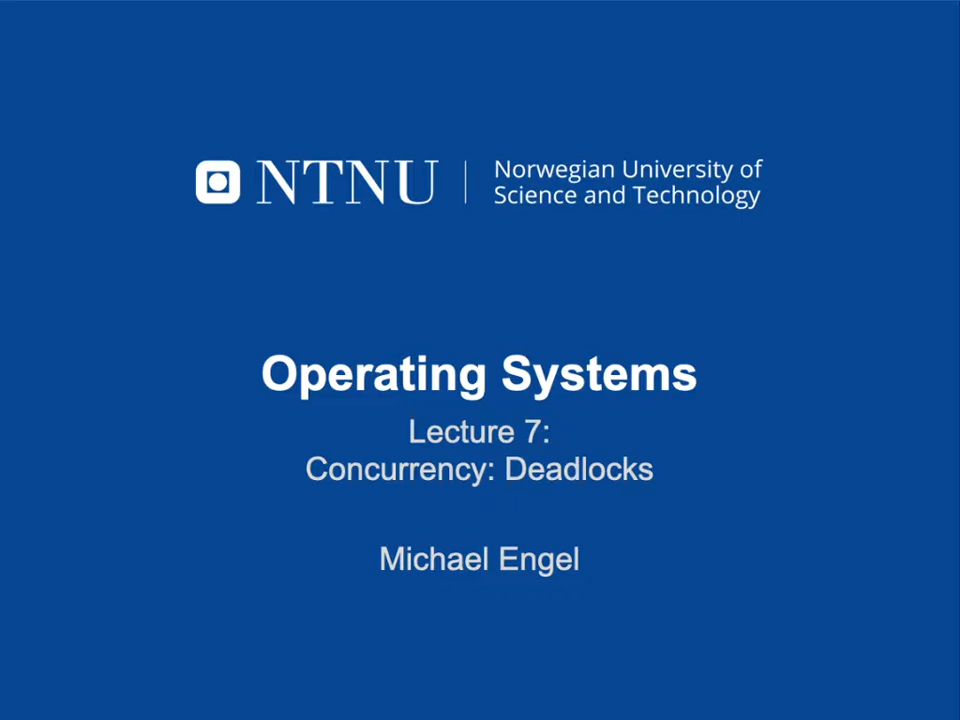 NTNU
Norwegian University of
Science and Technology
Operating Systems
Lecture 7:
Concurrency: Deadlocks
Michael Engel